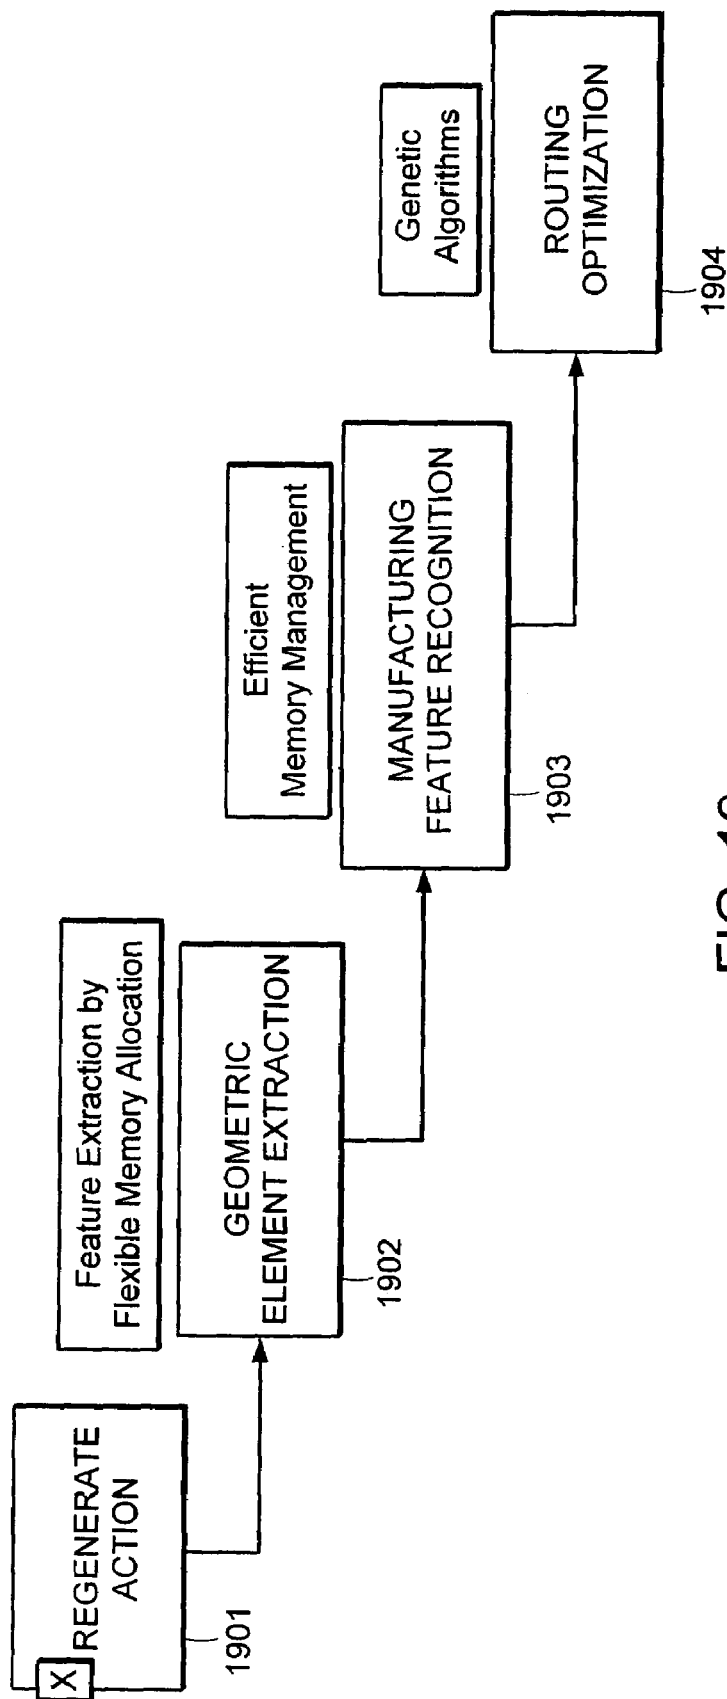 X
REGENERATE
ACTION
1901
Feature Extraction by
Flexible Memory Allocation
GEOMETRIC
ELEMENT EXTRACTION
1902
Efficient
Memory Management
MANUFACTURING
FEATURE RECOGNITION
1903
Genetic
Algorithms
ROUTING
OPTIMIZATION
1904